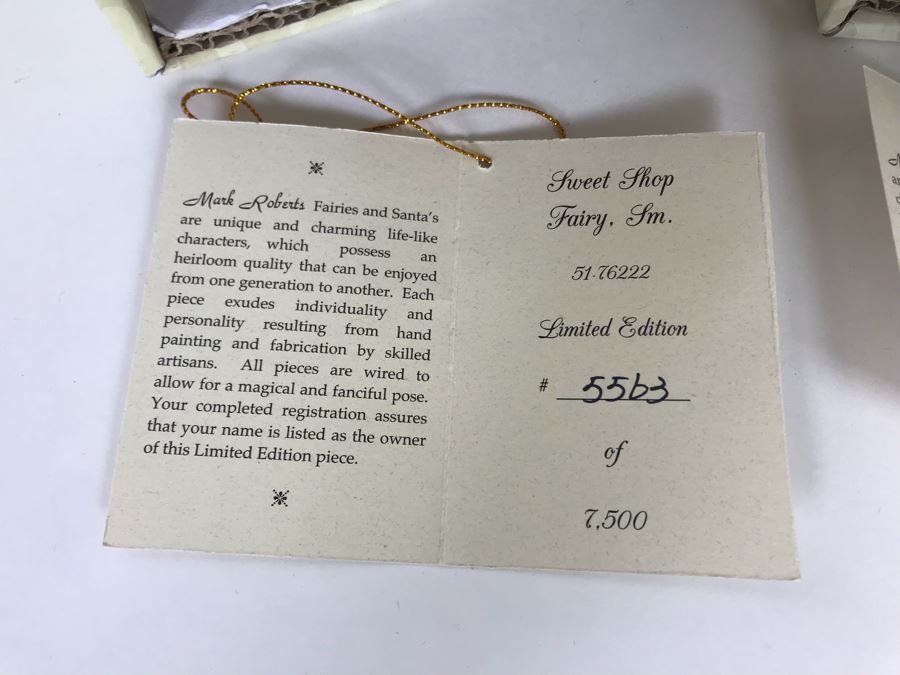 Mark Roberts Fairies and Santa's
are unique and charming life-like
characters, which possess an
heirloom quality that can be enjoyed
from one generation to another. Each
piece exudes individuality and
personality resulting from hand
painting and fabrication by skilled
artisans. All pieces are wired to
allow for a magical and fanciful pose.
Your completed registration assures
that your name is listed as the owner
of this Limited Edition piece.
Sweet Shop
Fairy, Sm.
51-76222
Limited Edition
# 5563
of
7,500